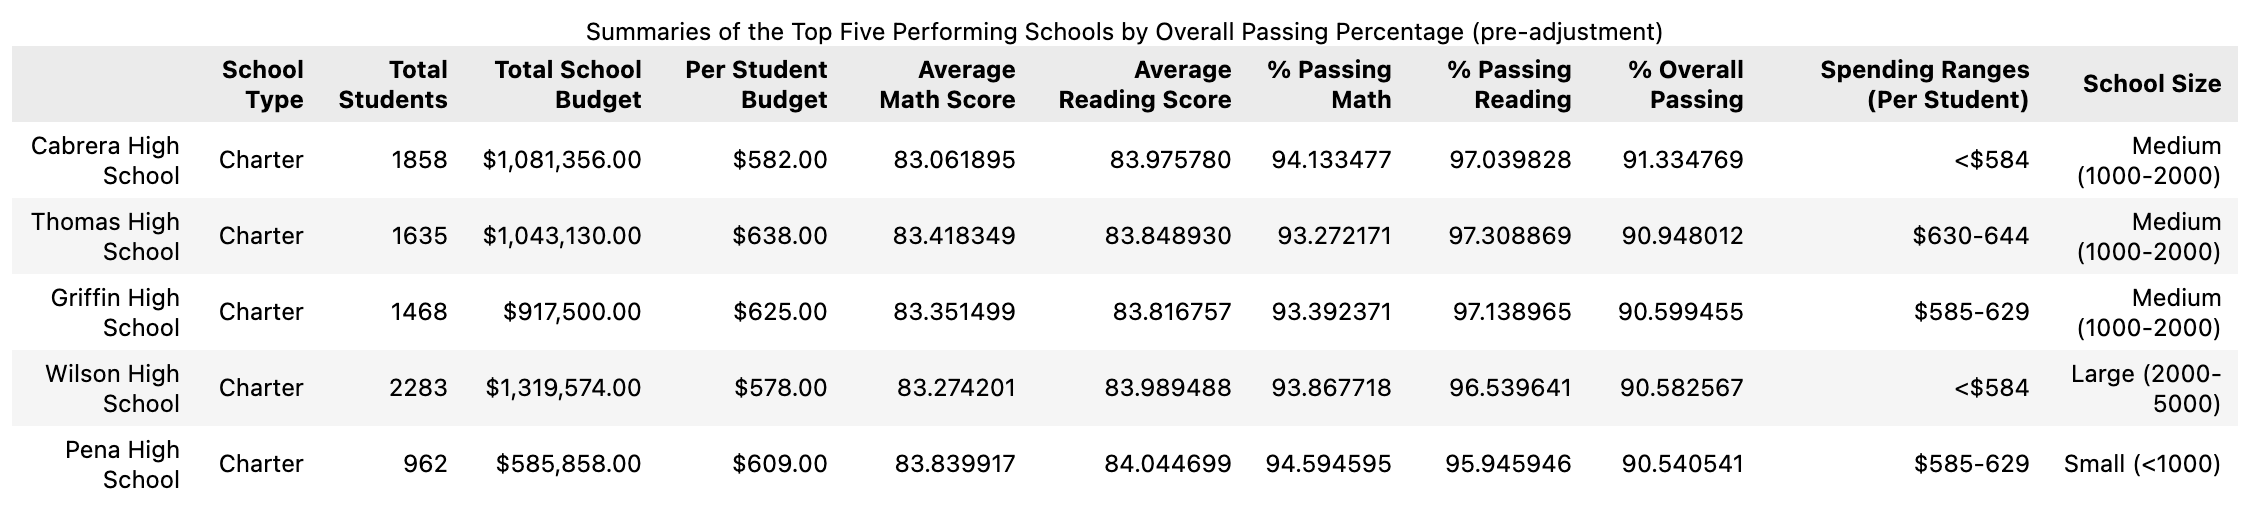 Summaries of the Top Five Performing Schools by Overall Passing Percentage (pre-adjustment)
School Type Total Students Total School Budget Per Student Budget Average Math Score Average Reading Score % Passing Math % Passing Reading % Overall Passing Spending Ranges (Per Student) School Size
Cabrera High School Charter 1858 $1,081,356.00 $582.00 83.061895 83.975780 94.133477 97.039828 91.334769 <$584 Medium (1000-2000)
Thomas High School Charter 1635 $1,043,130.00 $638.00 83.418349 83.848930 93.272171 97.308869 90.948012 $630-644 Medium (1000-2000)
Griffin High School Charter 1468 $917,500.00 $625.00 83.351499 83.816757 93.392371 97.138965 90.599455 $585-629 Medium (1000-2000)
Wilson High School Charter 2283 $1,319,574.00 $578.00 83.274201 83.989488 93.867718 96.539641 90.582567 <$584 Large (2000-5000)
Pena High School Charter 962 $585,858.00 $609.00 83.839917 84.044699 94.594595 95.945946 90.540541 $585-629 Small (<1000)